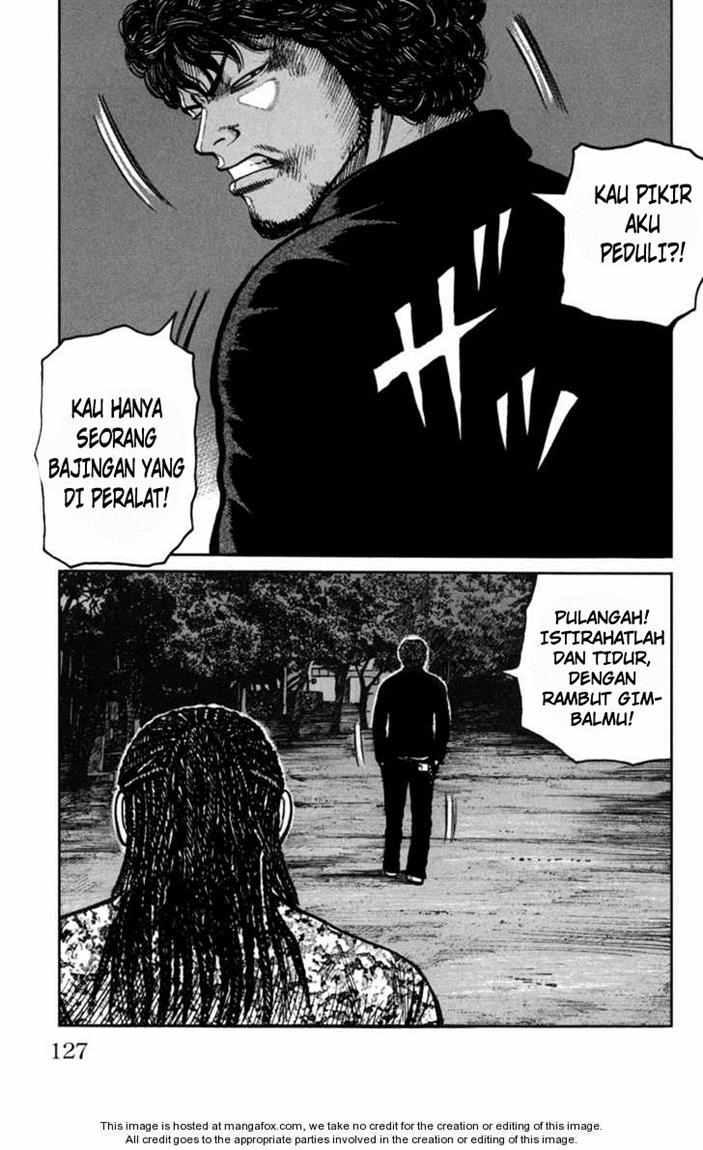 KAU PIKIR
AKU
PEDULI?!
KAU HANYA
SEORANG
BAJINGAN YANG
DI PERALAT!
ザッ
PULANGAH!
ISTIRAHATLAH
DAN TIDUR,
DENGAN
RAMBUT GIM-
BALMU!
127
This image is hosted at mangafox.com, we take no credit for the creation or editing of this image.
All credit goes to the appropriate parties involved in the creation or editing of this image.